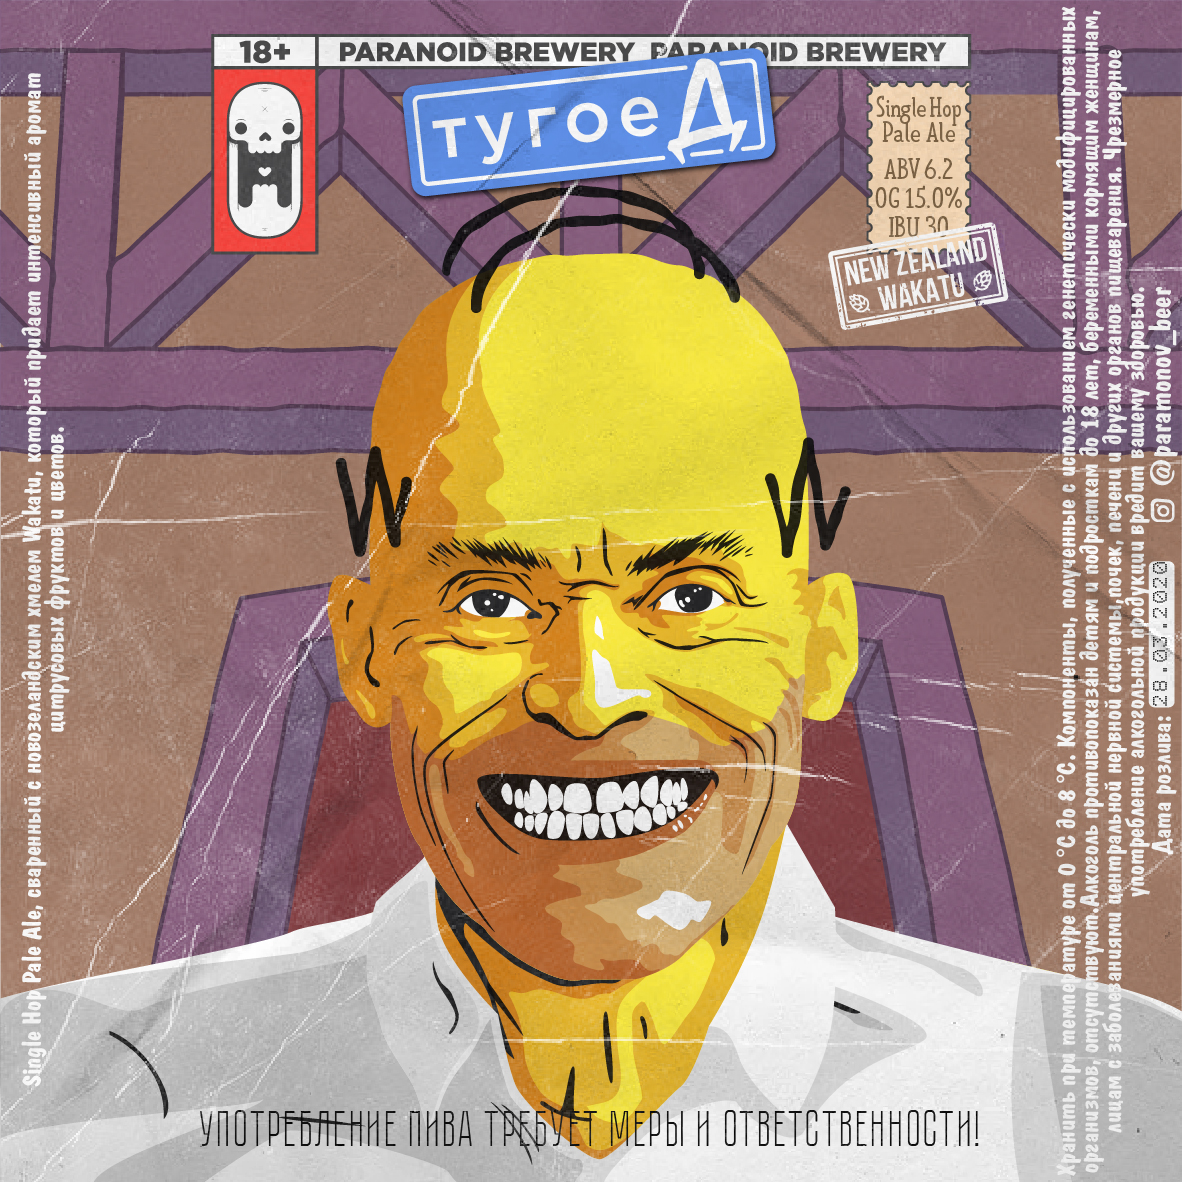 18+
PARANOID BREWERY PARANOID BREWERY
тугоеД
Single Hop
Pale Ale
ABV 6.2
OG 15.0%
IBU 30
NEW ZEALAND
WAKATU
Single Hop Pale Ale, сваренный с новозеландским хмелем Wakatu, который придает интенсивный аромат
цитрусовых фруктов и цветов.
Хранить при температуре от 0 °C до 8 °C. Компоненты, полученные с использованием генетически модифицированных
организмов, отсутствуют.Алкоголь противопоказан детям и подросткам до 18 лет, беременными кормящим женщинам,
лицам с заболеваниями центральной нервной системы,почек, печени и других органов пищеварения. Чрезмерное
употребление алкогольной продукции вредит вашему здоровью.
Дата розлива: 28.03.2020 @paramonov_beer
УПОТРЕБЛЕНИЕ ПИВА ТРЕБУЕТ МЕРЫ И ОТВЕТСТВЕННОСТИ!